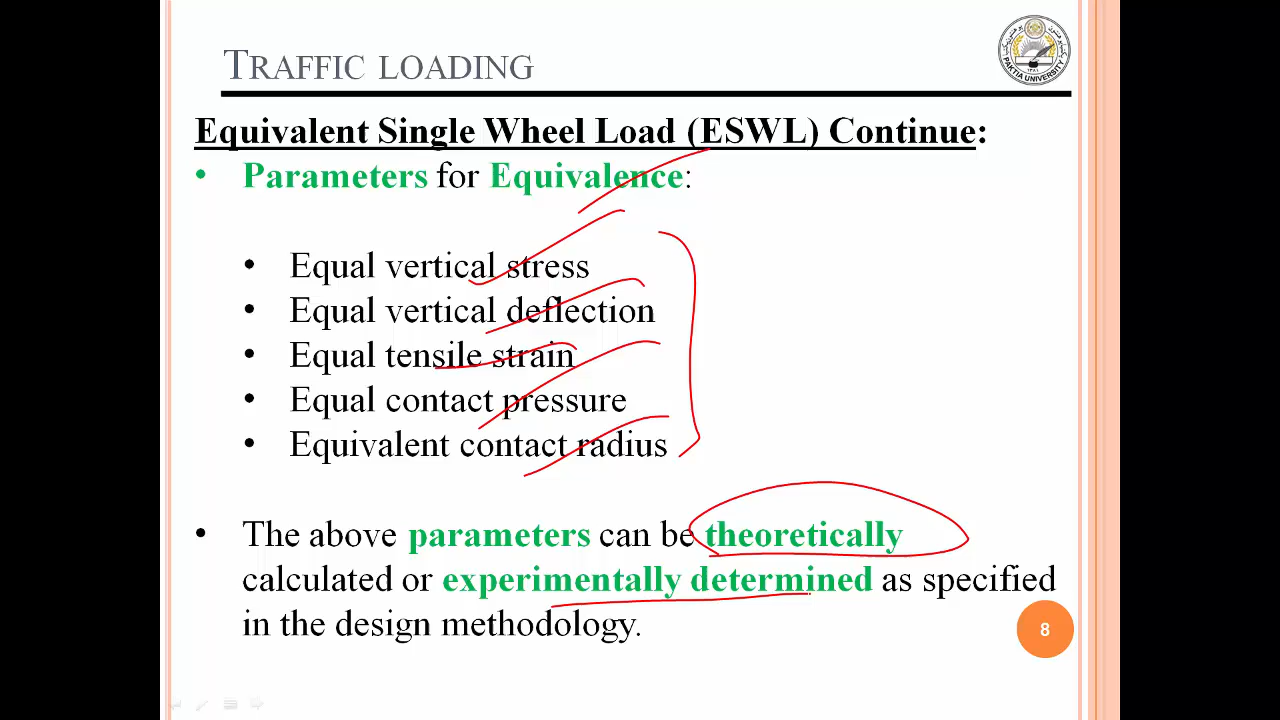 TRAFFIC LOADING
PAKTIA UNIVERSITY
Equivalent Single Wheel Load (ESWL) Continue:
• Parameters for Equivalence:
• Equal vertical stress
• Equal vertical deflection
• Equal tensile strain
• Equal contact pressure
• Equivalent contact radius
• The above parameters can be theoretically
calculated or experimentally determined as specified
in the design methodology.
8